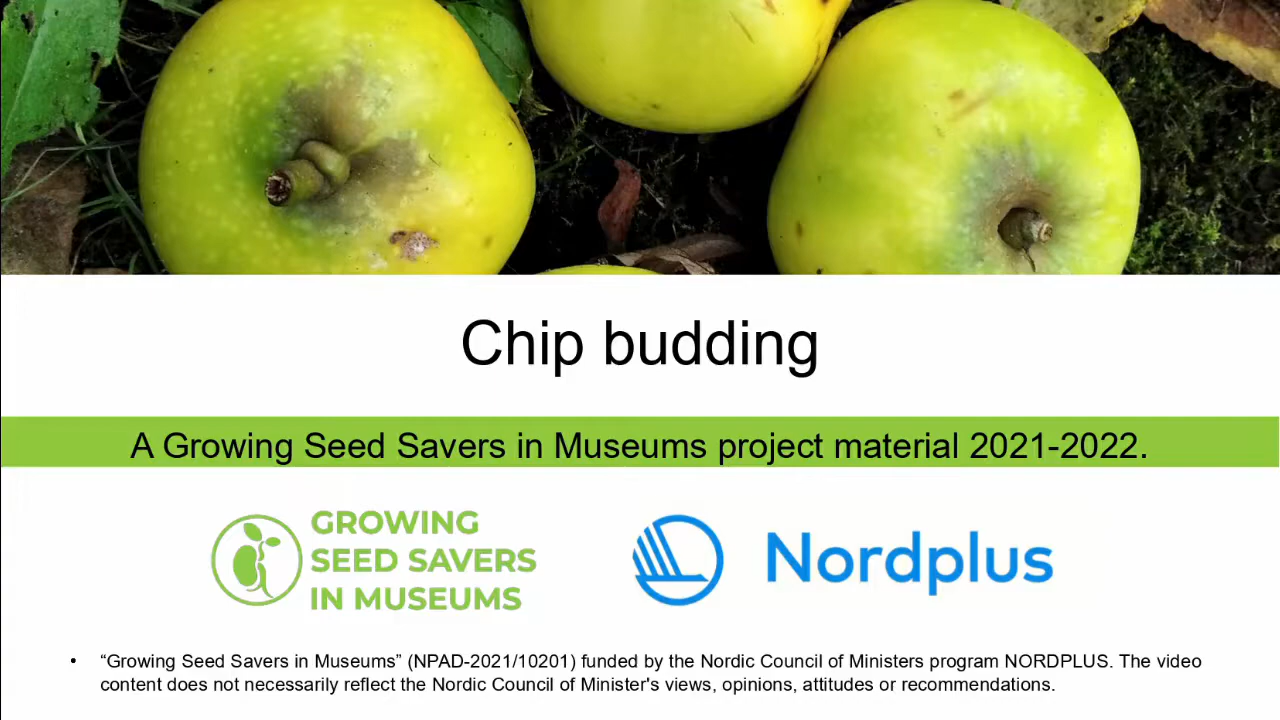 Chip budding
A Growing Seed Savers in Museums project material 2021-2022.
GROWING
SEED SAVERS
IN MUSEUMS
Nordplus
• “Growing Seed Savers in Museums” (NPAD-2021/10201) funded by the Nordic Council of Ministers program NORDPLUS. The video
content does not necessarily reflect the Nordic Council of Minister's views, opinions, attitudes or recommendations.